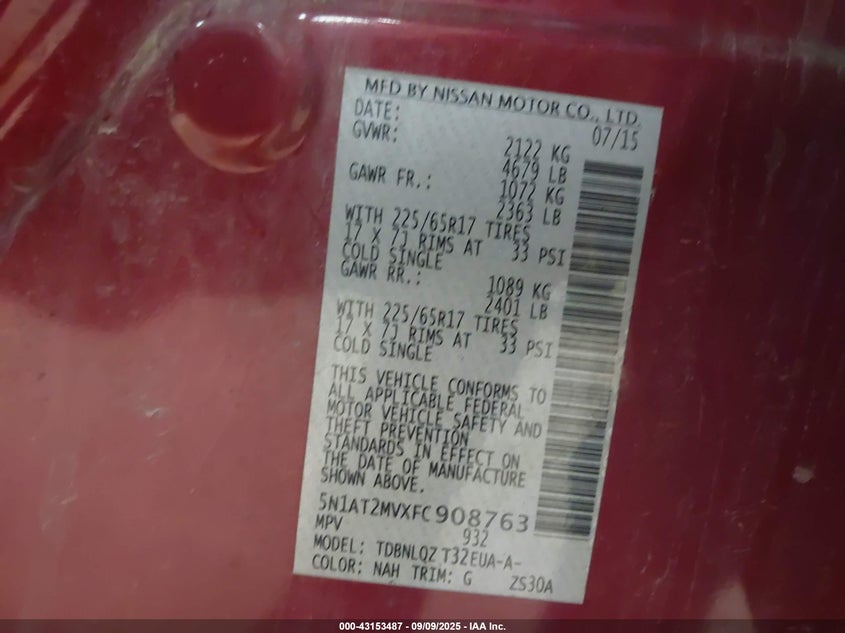 MFD BY NISSAN MOTOR CO., LTD.
DATE: 07/15
GVWR: 2122 KG
4679 LB
GAWR FR.: 1072 KG
2363 LB
WITH 225/65R17 TIRES
17 X 7J RIMS AT 33 PSI
COLD SINGLE
GAWR RR.: 1089 KG
2401 LB
WITH 225/65R17 TIRES
17 X 7J RIMS AT 33 PSI
COLD SINGLE
THIS VEHICLE CONFORMS TO
ALL APPLICABLE FEDERAL
MOTOR VEHICLE SAFETY AND
THEFT PREVENTION
STANDARDS IN EFFECT ON
THE DATE OF MANUFACTURE
SHOWN ABOVE.
5N1AT2MVXFC908763
MPV 932
MODEL: TDBNLQZ T32EUA-A-
COLOR: NAH TRIM: G ZS30A
000-43153487 - 09/09/2025 - IAA Inc.